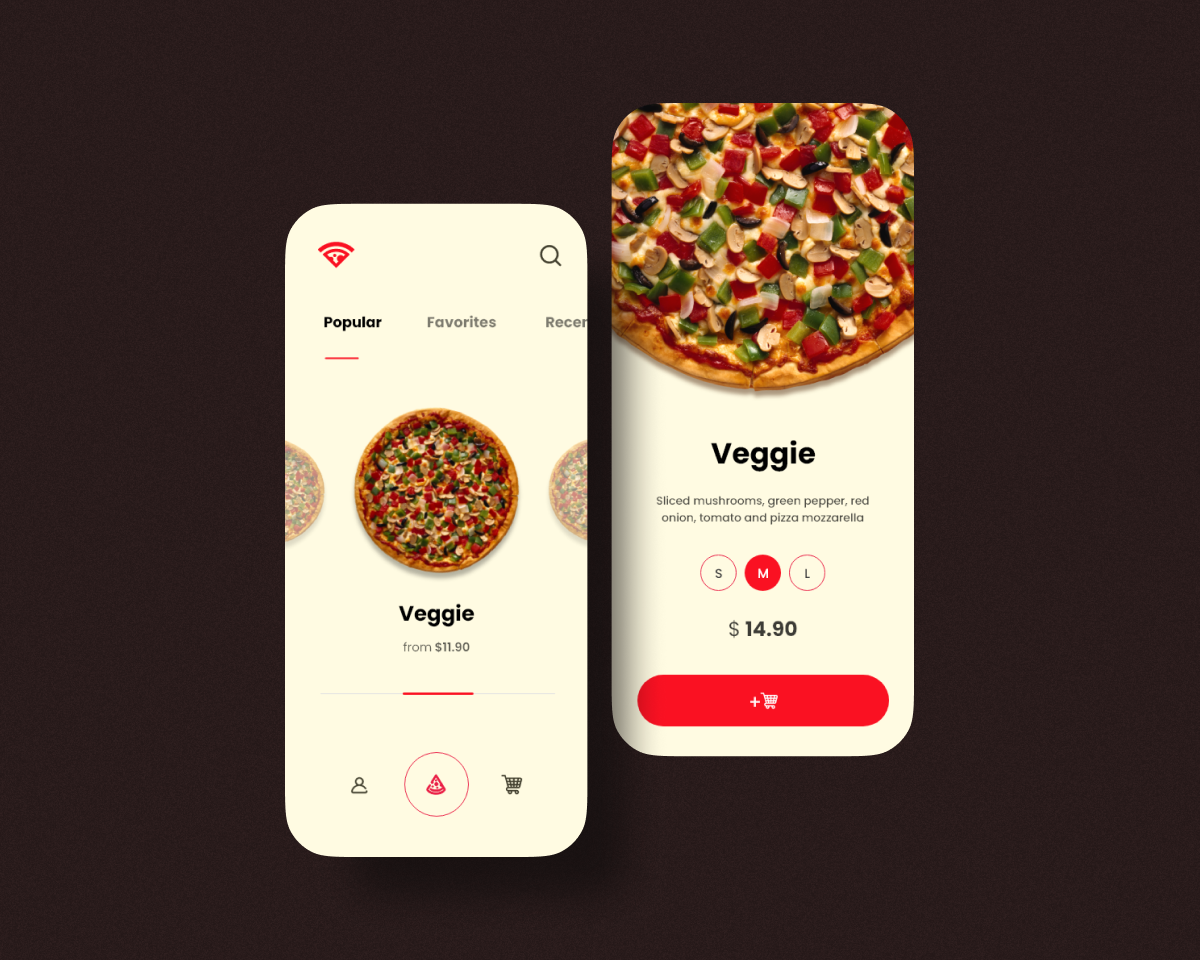 Popular Favorites Recen
Veggie
from $11.90
Veggie
Sliced mushrooms, green pepper, red
onion, tomato and pizza mozzarella
S M L
$ 14.90
+